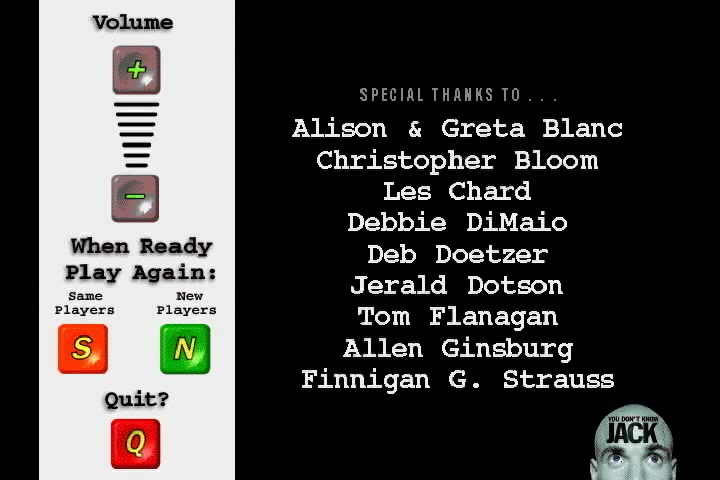 Volume
+
-
When Ready
Play Again:
Same
Players
New
Players
S
N
Quit?
Q
SPECIAL THANKS TO . . .
Alison & Greta Blanc
Christopher Bloom
Les Chard
Debbie DiMaio
Deb Doetzer
Jerald Dotson
Tom Flanagan
Allen Ginsburg
Finnigan G. Strauss
YOU DON'T KNOW
JACK